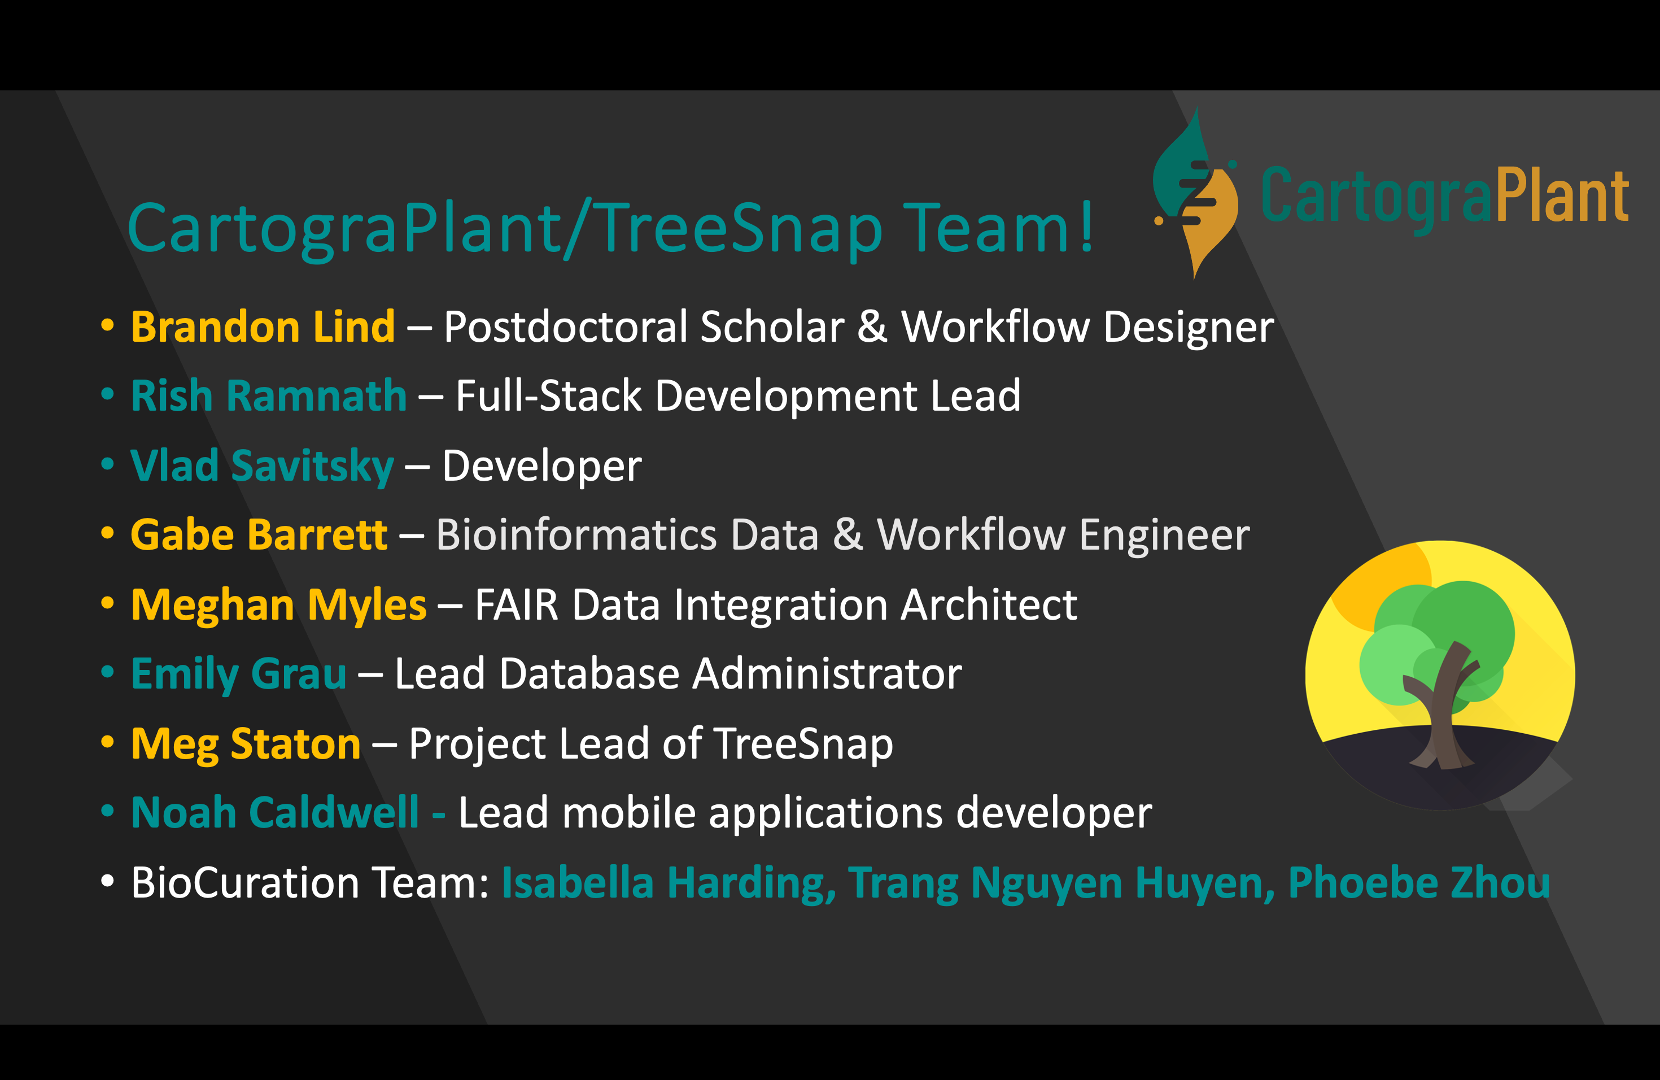 CartograPlant
CartograPlant/TreeSnap Team!
• Brandon Lind – Postdoctoral Scholar & Workflow Designer
• Rish Ramnath – Full-Stack Development Lead
• Vlad Savitsky – Developer
• Gabe Barrett – Bioinformatics Data & Workflow Engineer
• Meghan Myles – FAIR Data Integration Architect
• Emily Grau – Lead Database Administrator
• Meg Staton – Project Lead of TreeSnap
• Noah Caldwell - Lead mobile applications developer
• BioCuration Team: Isabella Harding, Trang Nguyen Huyen, Phoebe Zhou